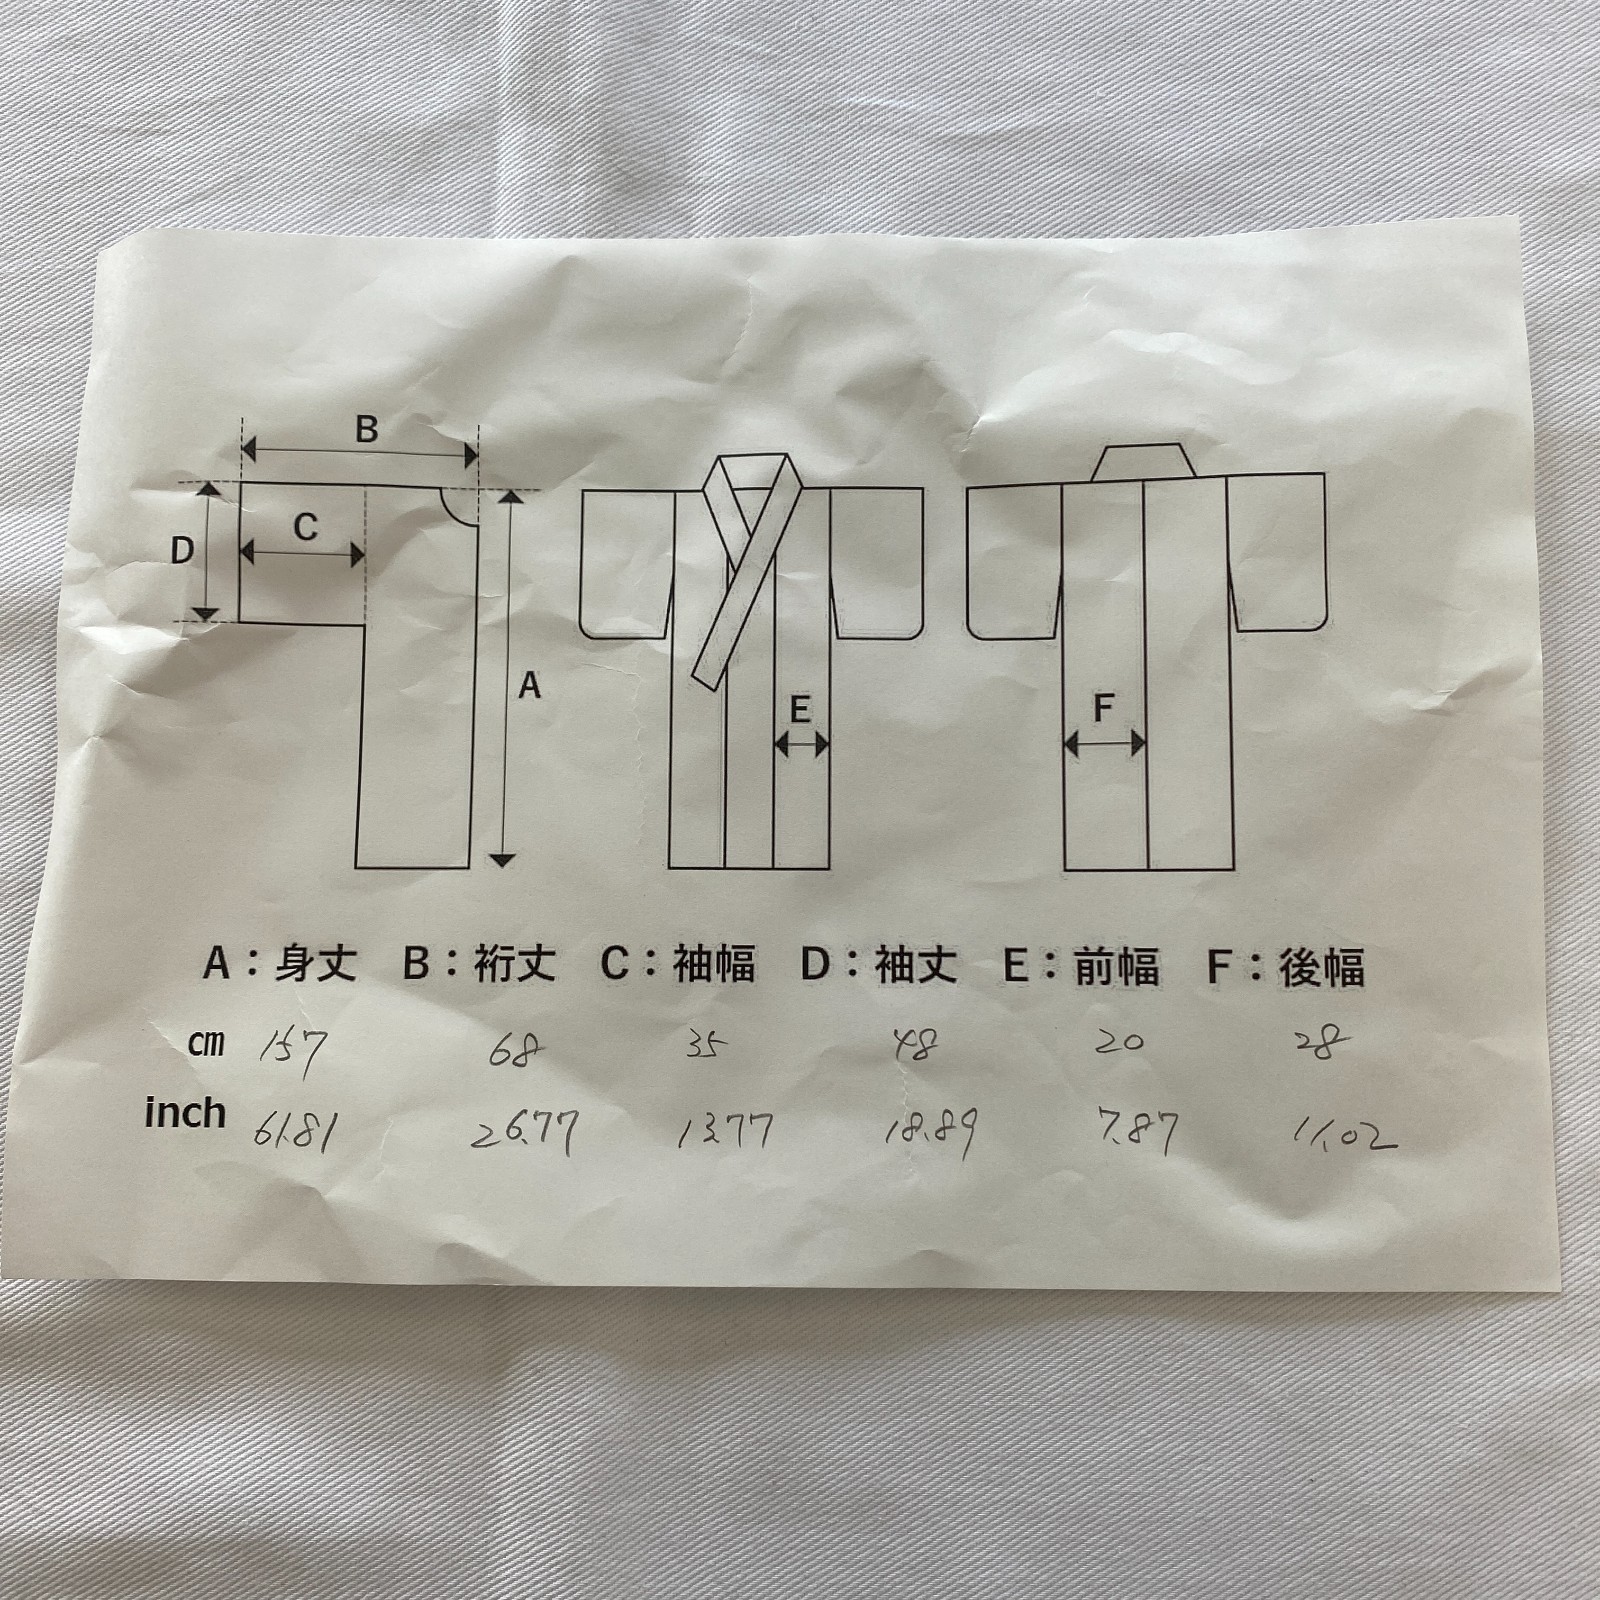 B
C
D
A
E
F
A：身丈 B：裄丈 C：袖幅 D：袖丈 E：前幅 F：後幅
cm 157 68 35 48 20 28
inch 61.81 26.77 13.77 18.89 7.87 11.02